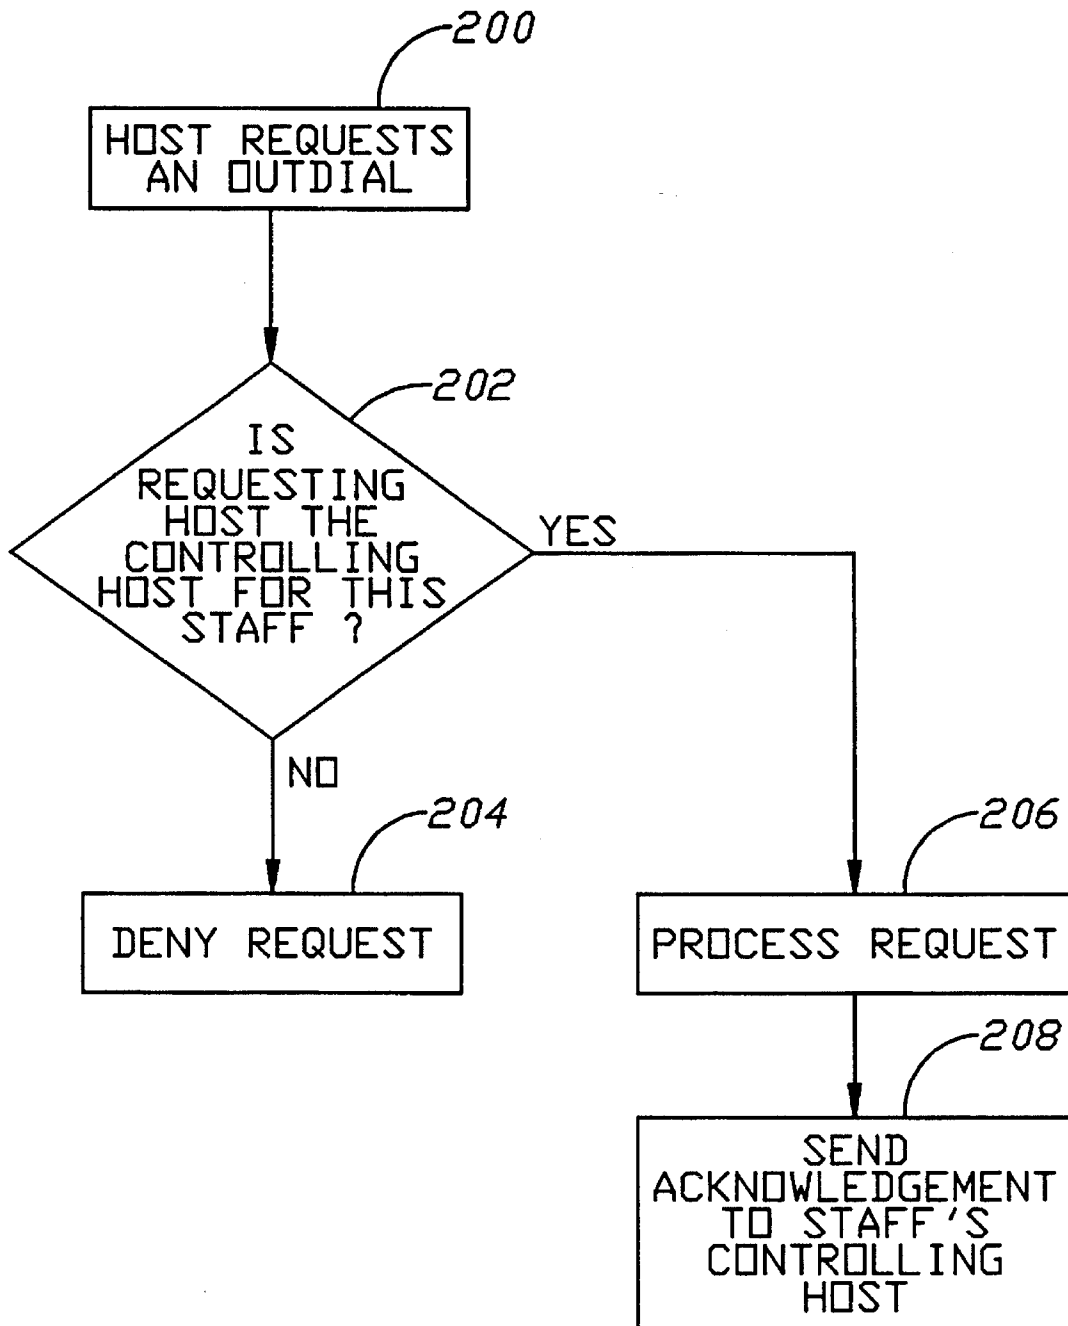 200
HOST REQUESTS
AN OUTDIAL
202
IS
REQUESTING
HOST THE
CONTROLLING
HOST FOR THIS
STAFF ?
YES
NO
204
DENY REQUEST
206
PROCESS REQUEST
208
SEND
ACKNOWLEDGEMENT
TO STAFF'S
CONTROLLING
HOST